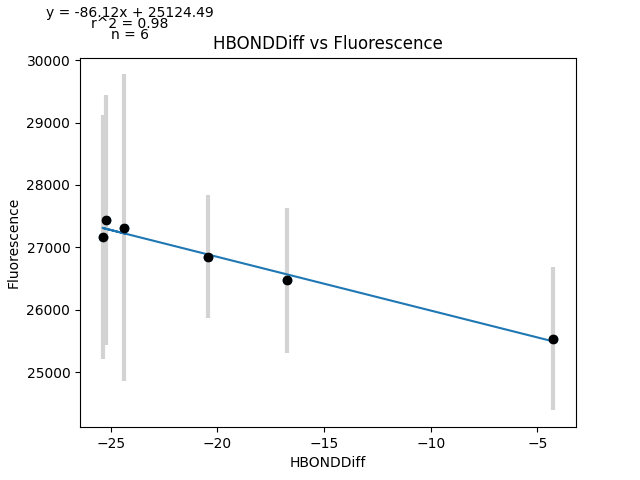 y = -86.12x + 25124.49
r^2 = 0.98
n = 6
HBONDDiff vs Fluorescence
30000
29000
28000
27000
26000
25000
Fluorescence
−25
−20
−15
−10
−5
HBONDDiff